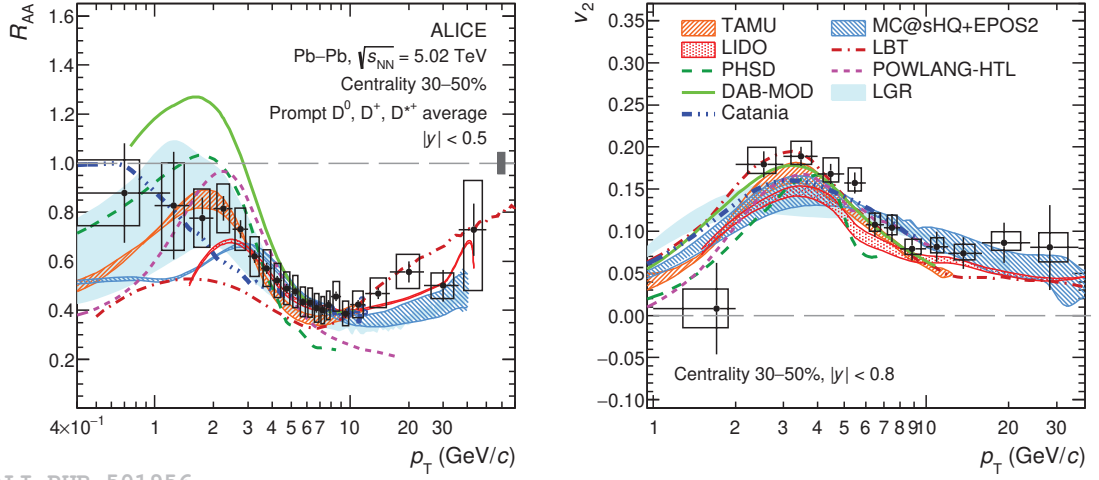 R_AA
1.6
1.4
1.2
1.0
0.8
0.6
0.4
0.2
ALICE
Pb–Pb, √s_NN = 5.02 TeV
Centrality 30–50%
Prompt D⁰, D⁺, D*⁺ average
|y| < 0.5
4×10⁻¹ 1 2 3 4 5 6 7 10 20 30
p_T (GeV/c)
v₂
0.35
0.30
0.25
0.20
0.15
0.10
0.05
0.00
−0.05
−0.10
TAMU
LIDO
PHSD
DAB-MOD
Catania
MC@sHQ+EPOS2
LBT
POWLANG-HTL
LGR
Centrality 30–50%, |y| < 0.8
1 2 3 4 5 6 7 8 910 20 30
p_T (GeV/c)